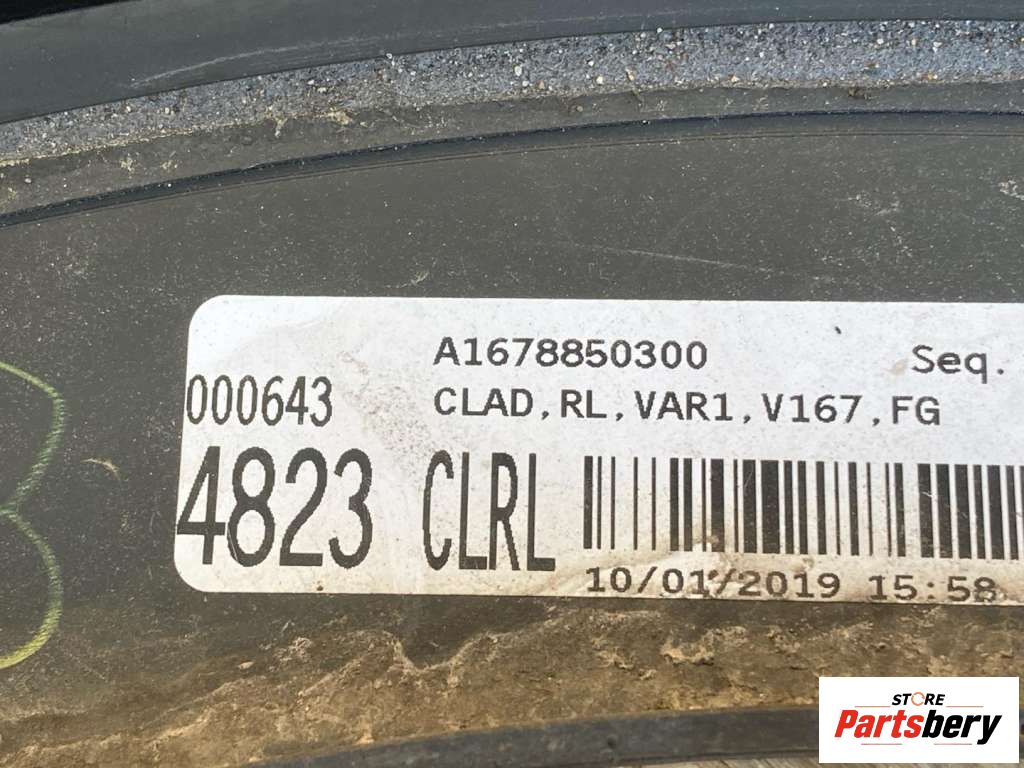 A1678850300 Seq.
000643 CLAD,RL,VAR1,V167,FG
4823 CLRL
10/01/2019 15:58
STORE
Partsbery